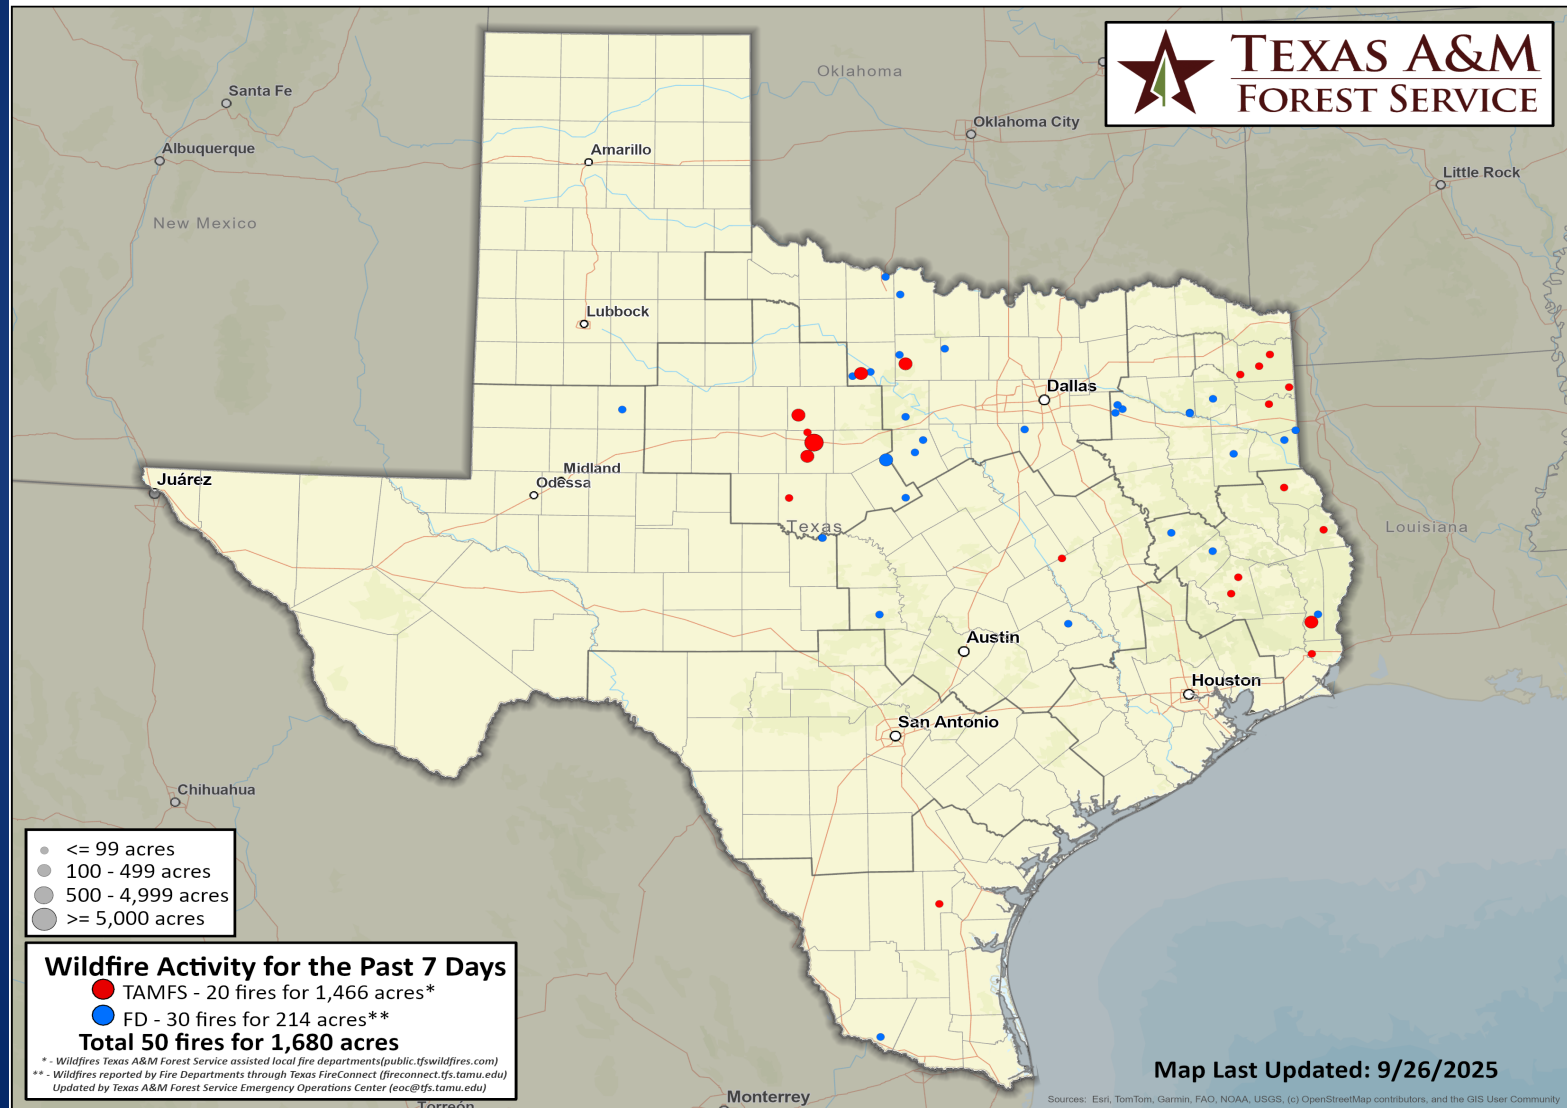 TEXAS A&M
FOREST SERVICE
Oklahoma
Santa Fe
Oklahoma City
Albuquerque
Amarillo
Little Rock
New Mexico
Lubbock
Dallas
Midland
Odessa
Juárez
Texas
Louisiana
Austin
Houston
San Antonio
Chihuahua
<= 99 acres
100 - 499 acres
500 - 4,999 acres
>= 5,000 acres
Wildfire Activity for the Past 7 Days
TAMFS - 20 fires for 1,466 acres*
FD - 30 fires for 214 acres**
Total 50 fires for 1,680 acres
* - Wildfires Texas A&M Forest Service assisted local fire departments(public.tfswildfires.com)
** - Wildfires reported by Fire Departments through Texas FireConnect (fireconnect.tfs.tamu.edu)
Updated by Texas A&M Forest Service Emergency Operations Center (eoc@tfs.tamu.edu)
Map Last Updated: 9/26/2025
Monterrey
Torreón
Sources: Esri, TomTom, Garmin, FAO, NOAA, USGS, (c) OpenStreetMap contributors, and the GIS User Community